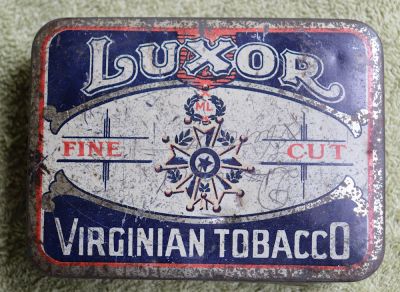 LUXOR
ML
FINE CUT
VIRGINIAN TOBACCO